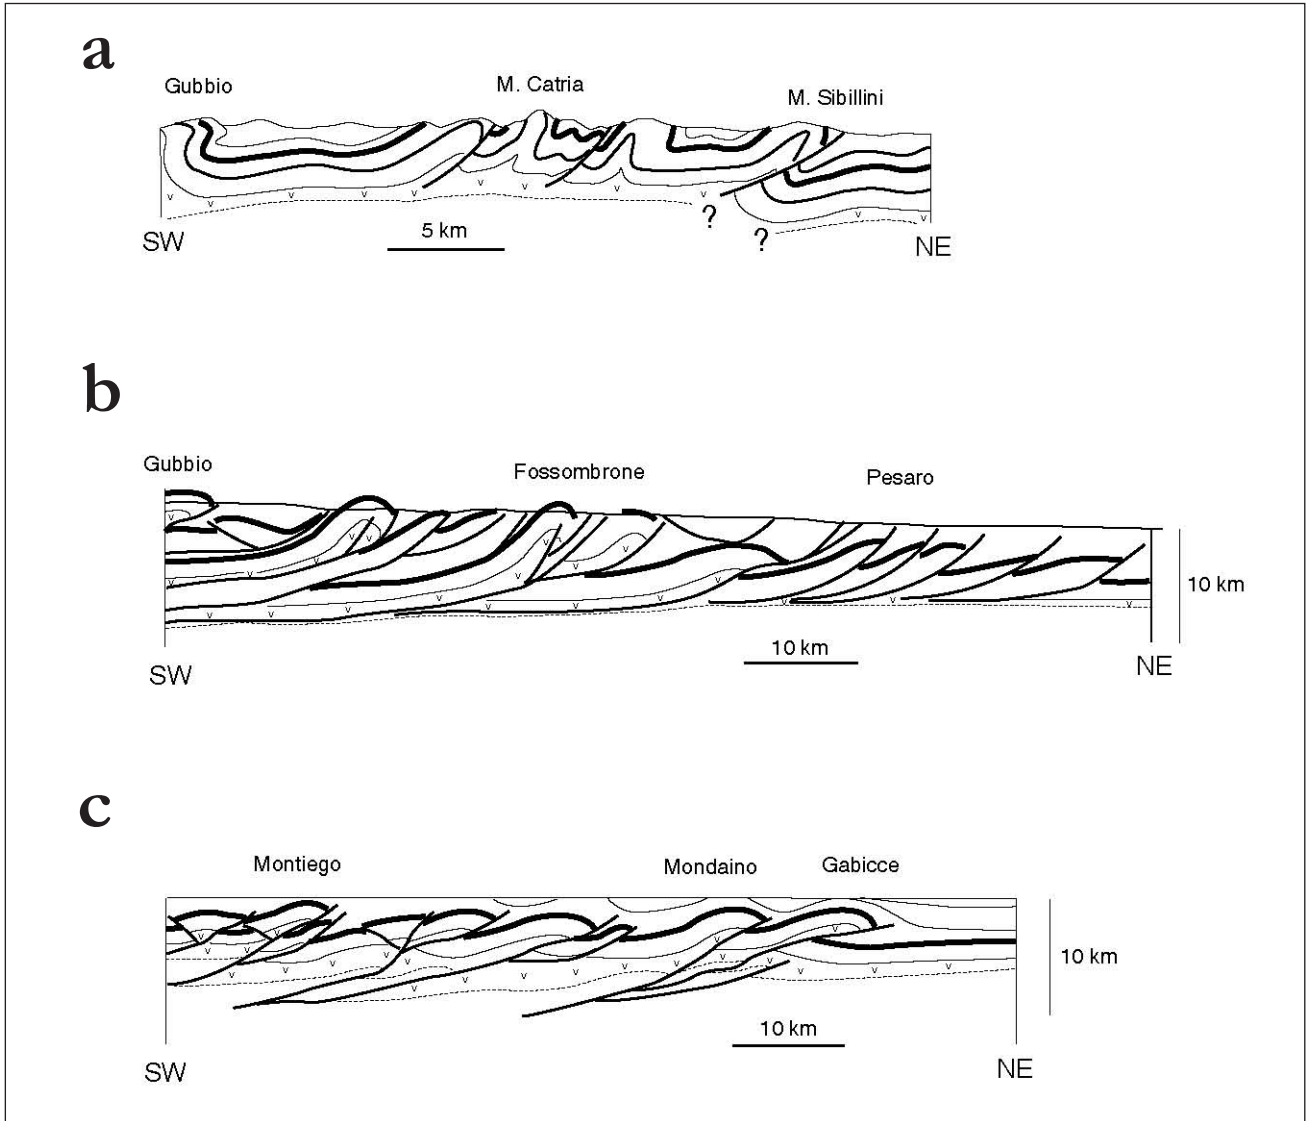 a
Gubbio
M. Catria
M. Sibillini
v v v v v v v v v v v
? ?
5 km
SW
NE
b
Gubbio
Fossombrone
Pesaro
10 km
10 km
SW
NE
c
Montiego
Mondaino
Gabicce
10 km
10 km
SW
NE